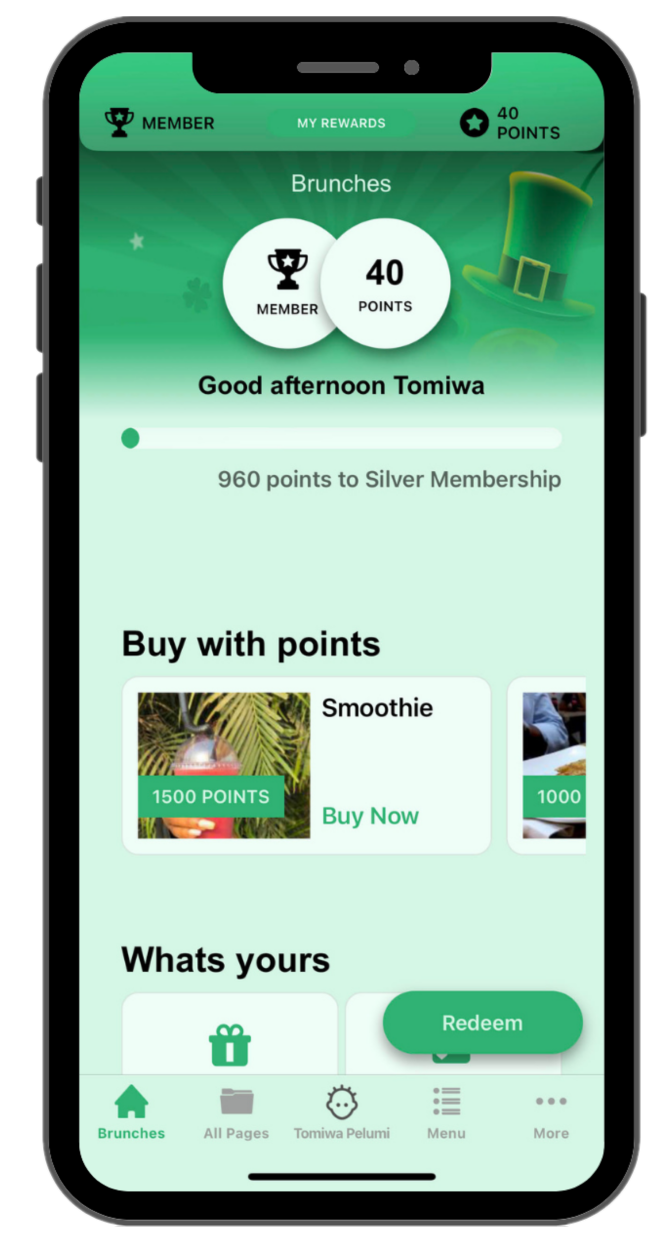 MEMBER
MY REWARDS
40
POINTS
Brunches
MEMBER
40
POINTS
Good afternoon Tomiwa
960 points to Silver Membership
Buy with points
Smoothie
1500 POINTS
Buy Now
1000
Whats yours
Redeem
Brunches
All Pages
Tomiwa Pelumi
Menu
More